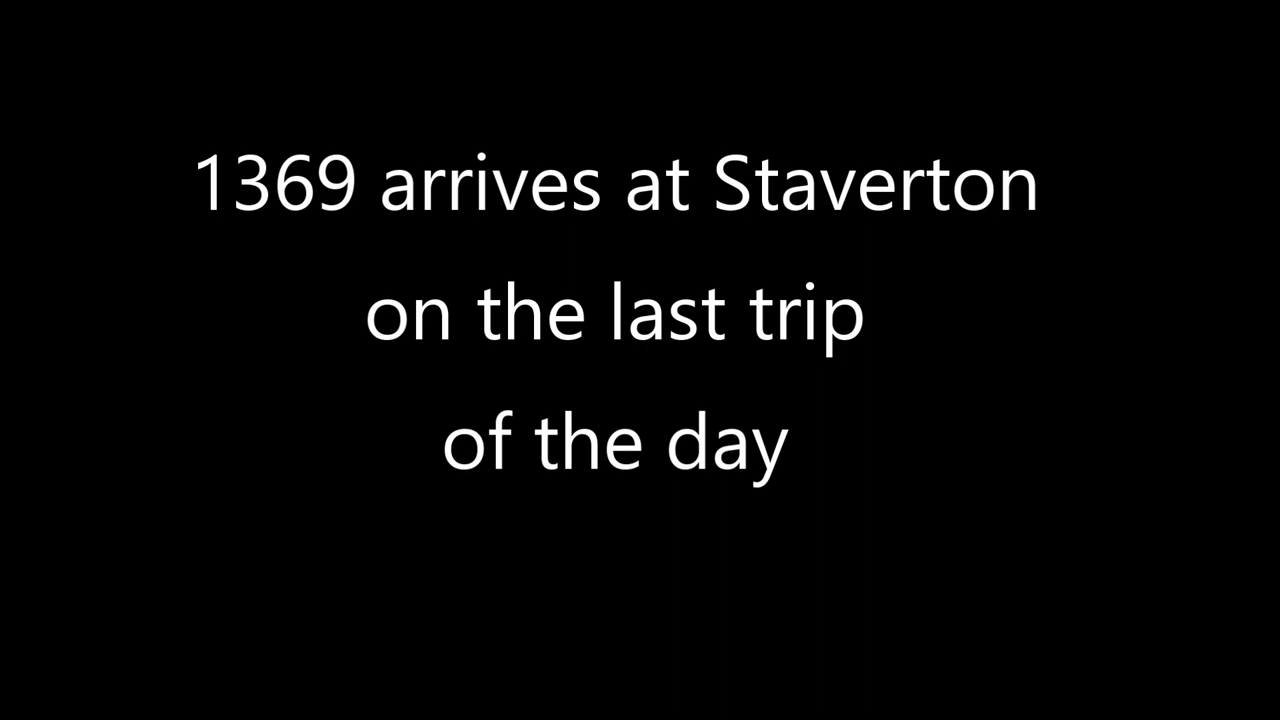 1369 arrives at Staverton
on the last trip
of the day